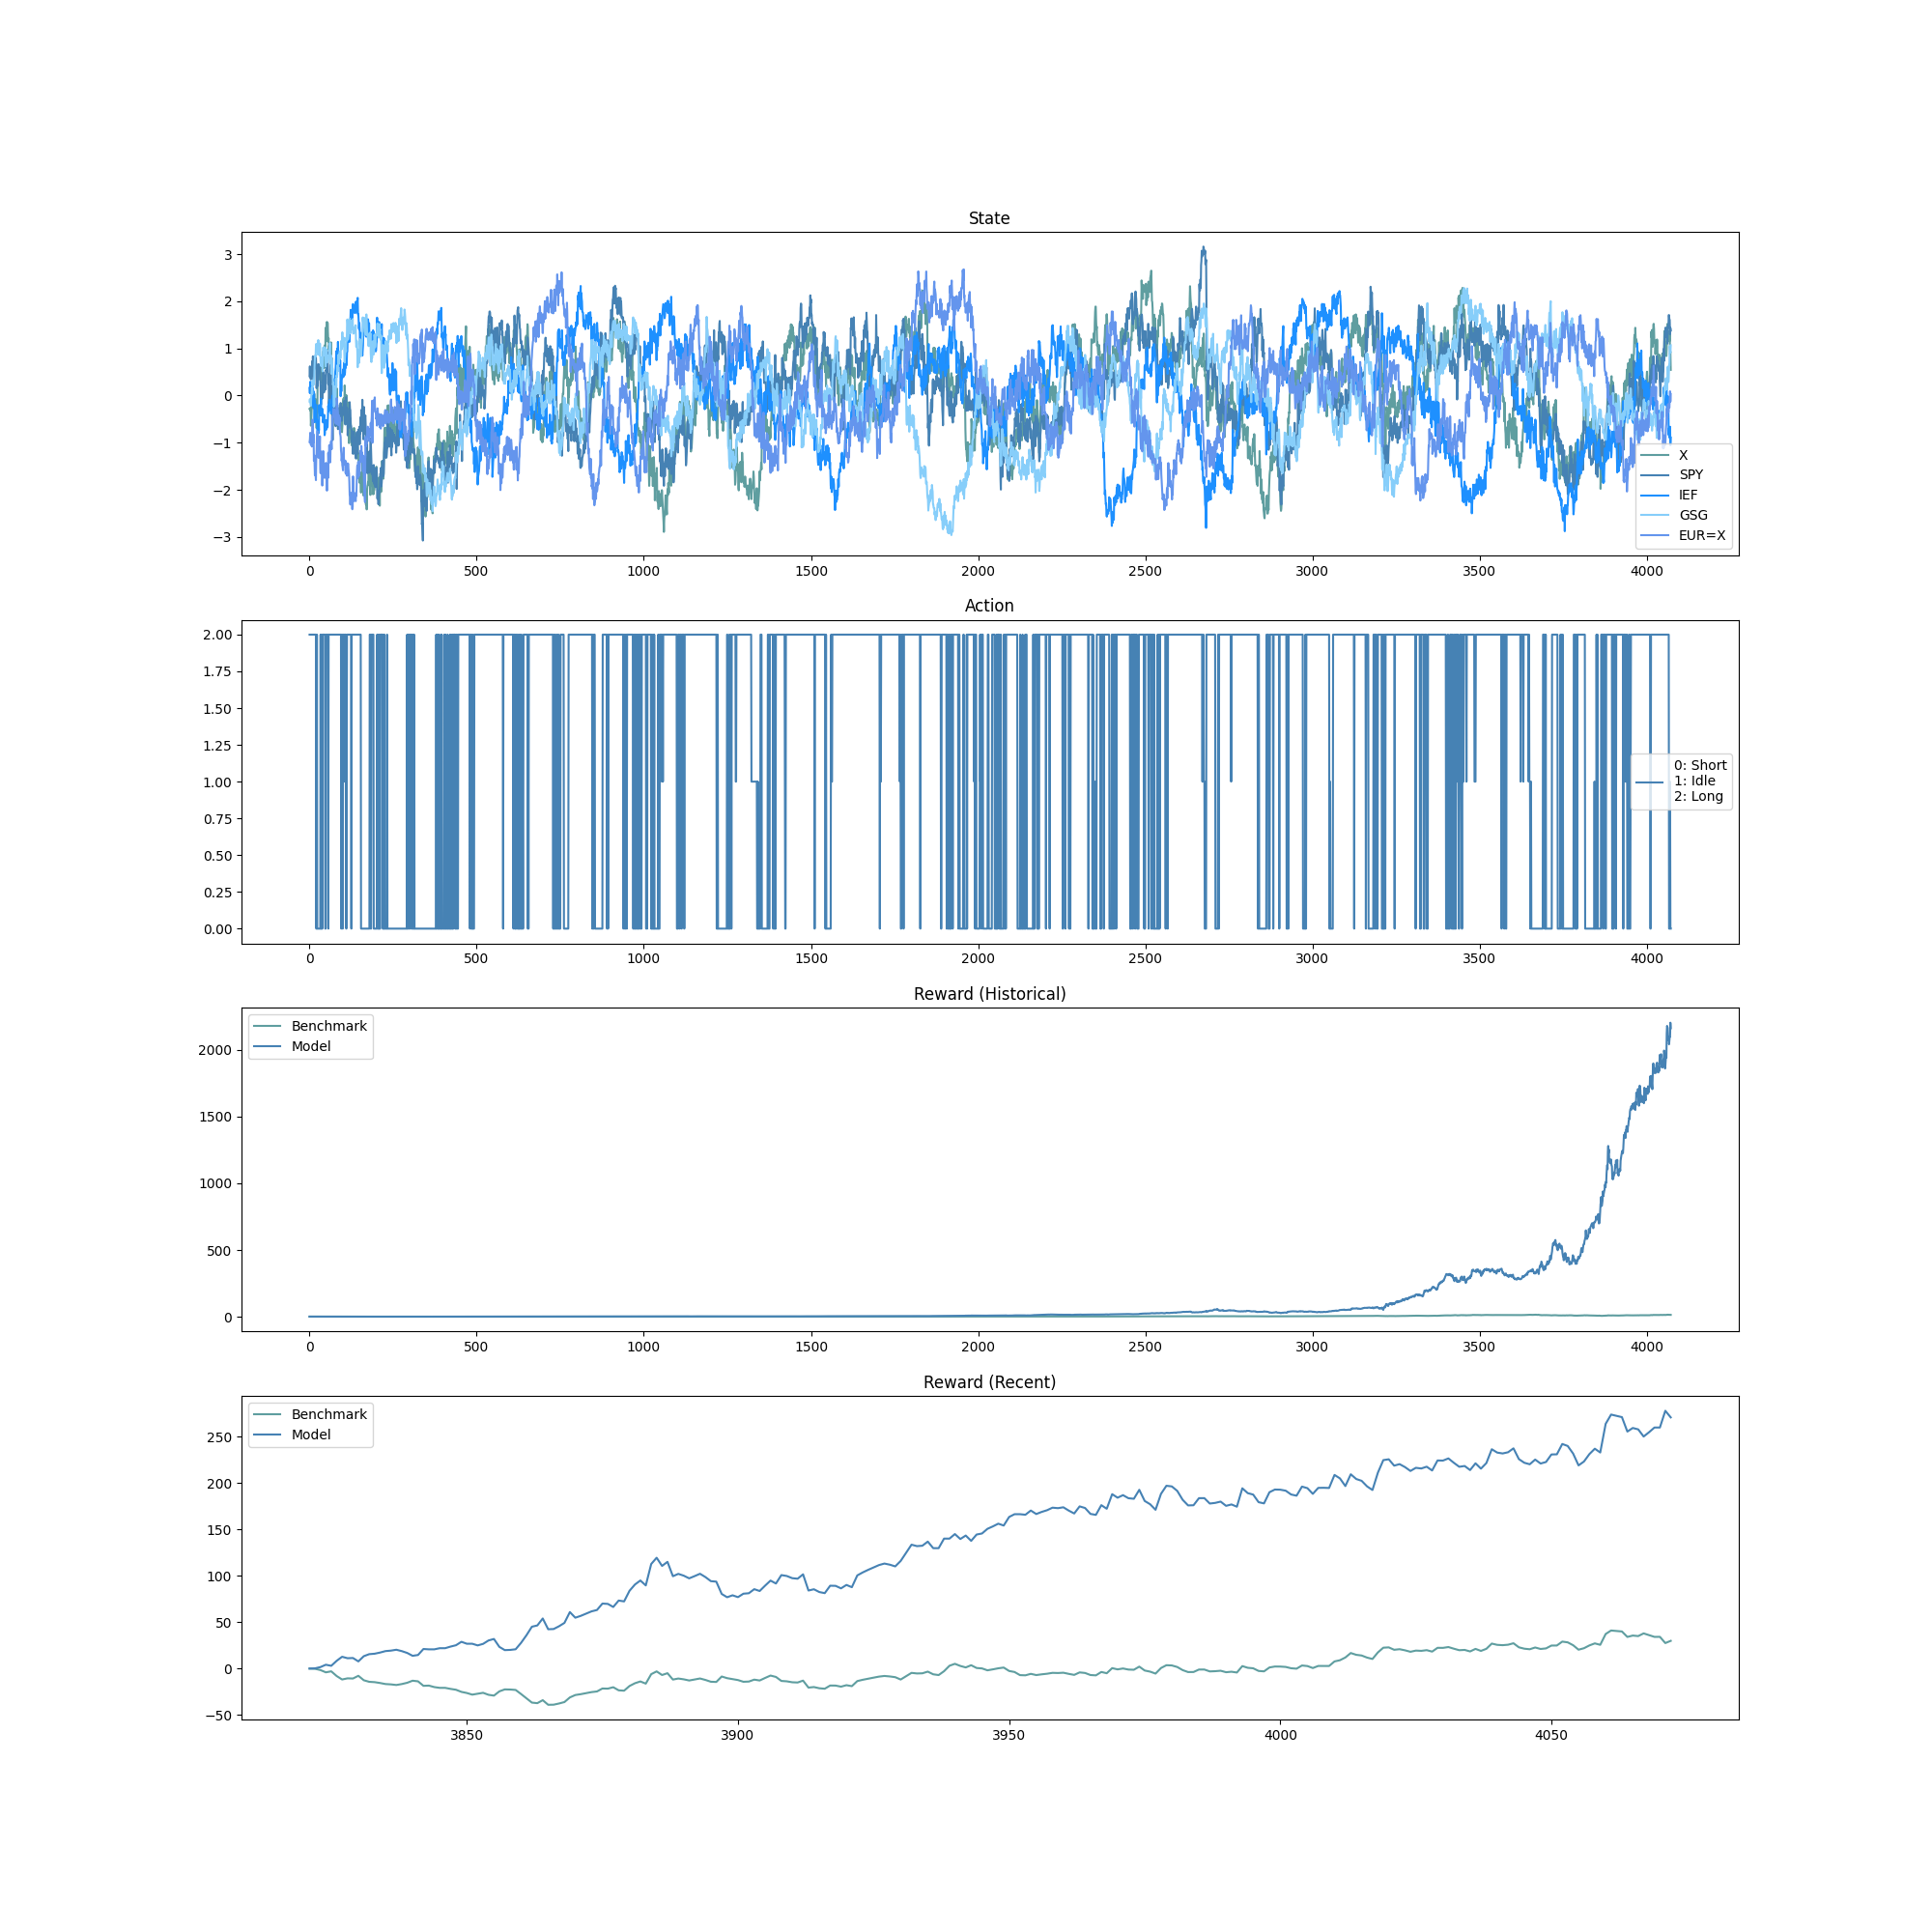 State
3
2
1
0
−1
−2
−3
X
SPY
IEF
GSG
EUR=X
0 500 1000 1500 2000 2500 3000 3500 4000
Action
2.00
1.75
1.50
1.25
1.00
0.75
0.50
0.25
0.00
0: Short
1: Idle
2: Long
0 500 1000 1500 2000 2500 3000 3500 4000
Reward (Historical)
Benchmark
Model
2000
1500
1000
500
0
0 500 1000 1500 2000 2500 3000 3500 4000
Reward (Recent)
Benchmark
Model
250
200
150
100
50
0
−50
3850 3900 3950 4000 4050